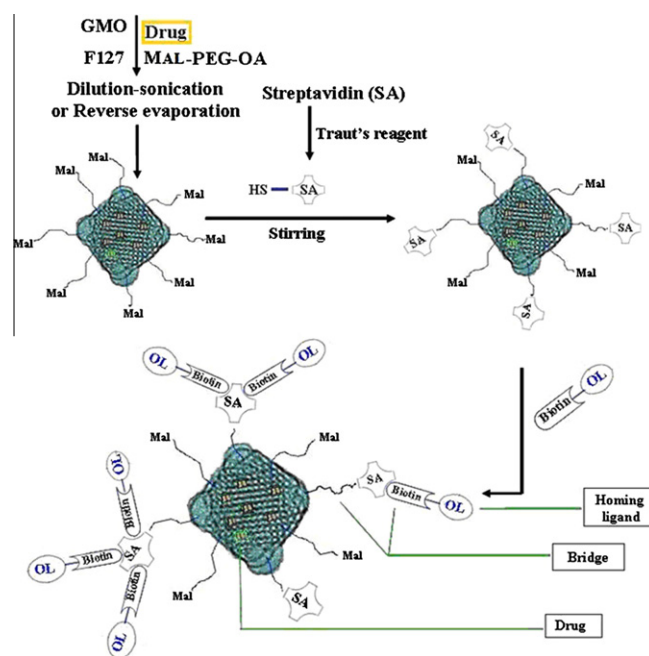 GMO
Drug
F127
MAL-PEG-OA
Dilution-sonication
or Reverse evaporation
Streptavidin (SA)
Traut's reagent
Mal
Mal
Mal
Mal
Mal
Mal
Mal
Mal
HS
SA
Stirring
SA
Mal
Mal
SA
SA
Mal
Mal
SA
OL
Biotin
Biotin
OL
SA
Biotin
OL
Mal
Mal
OL
Biotin
SA
Biotin
OL
SA
OL
Biotin
Biotin
OL
Mal
Mal
SA
Homing
ligand
Bridge
Drug